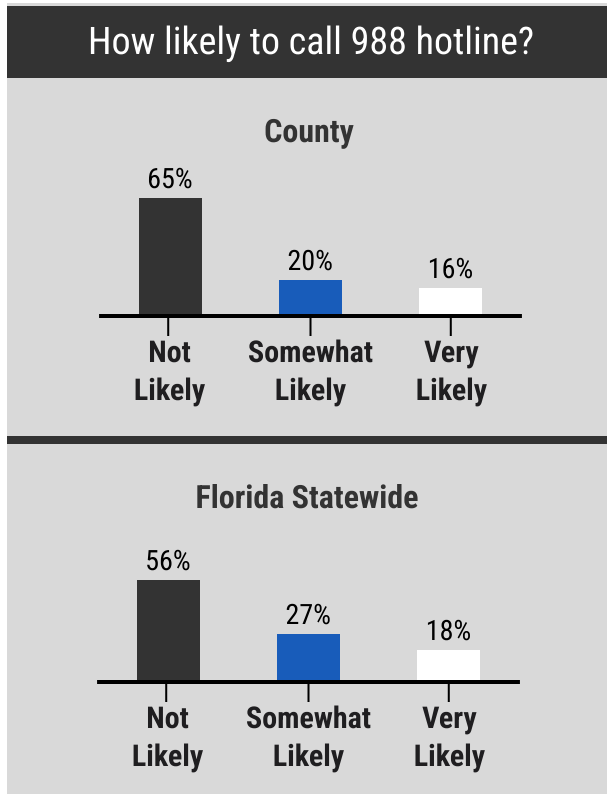 How likely to call 988 hotline?
County
65%
20%
16%
Not Likely
Somewhat Likely
Very Likely
Florida Statewide
56%
27%
18%
Not Likely
Somewhat Likely
Very Likely